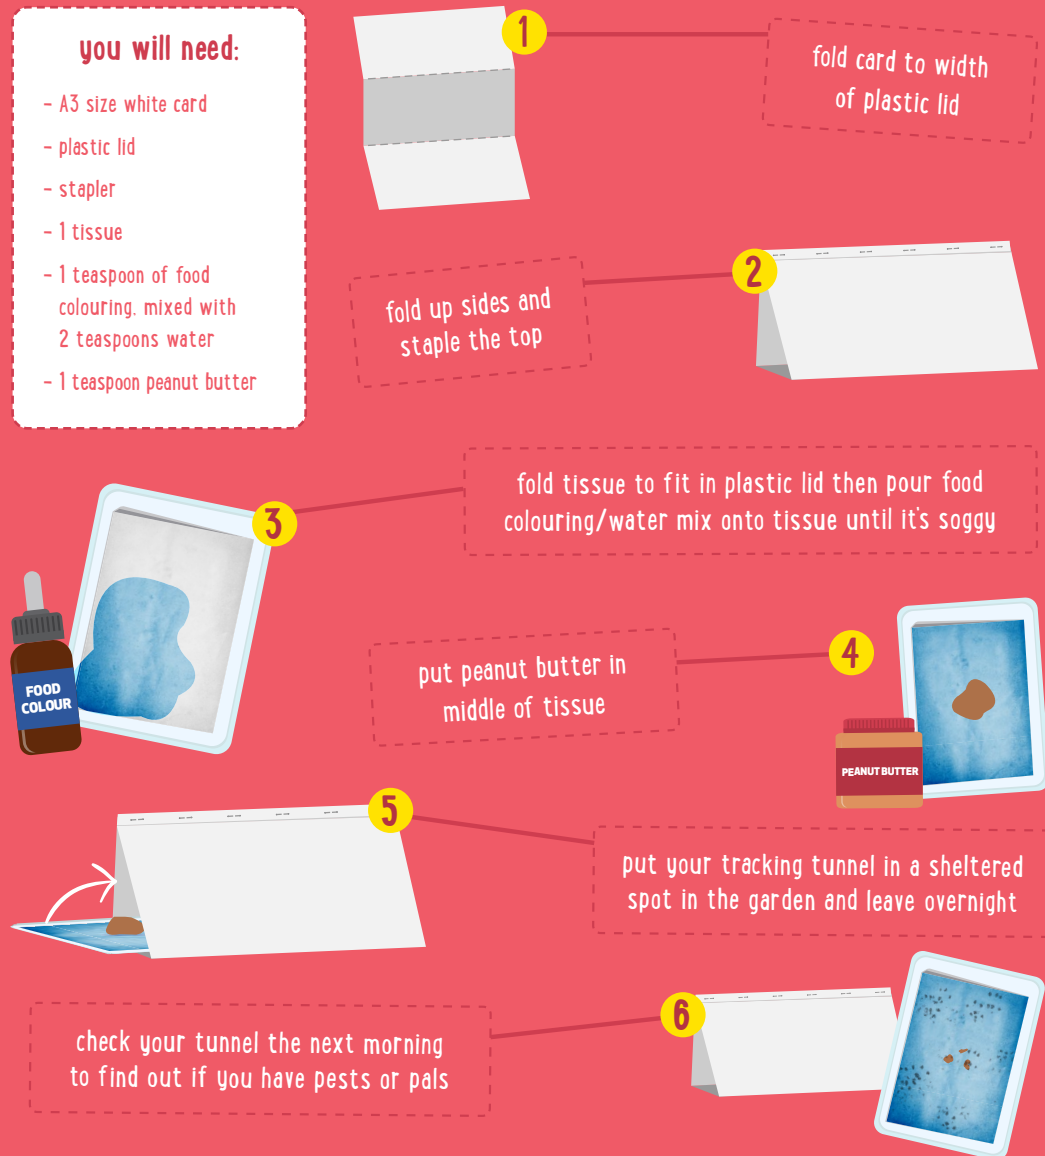 you will need:
- A3 size white card
- plastic lid
- stapler
- 1 tissue
- 1 teaspoon of food
colouring, mixed with
2 teaspoons water
- 1 teaspoon peanut butter
1
fold card to width
of plastic lid
2
fold up sides and
staple the top
3
fold tissue to fit in plastic lid then pour food
colouring/water mix onto tissue until it's soggy
FOOD
COLOUR
4
put peanut butter in
middle of tissue
PEANUT BUTTER
5
put your tracking tunnel in a sheltered
spot in the garden and leave overnight
6
check your tunnel the next morning
to find out if you have pests or pals